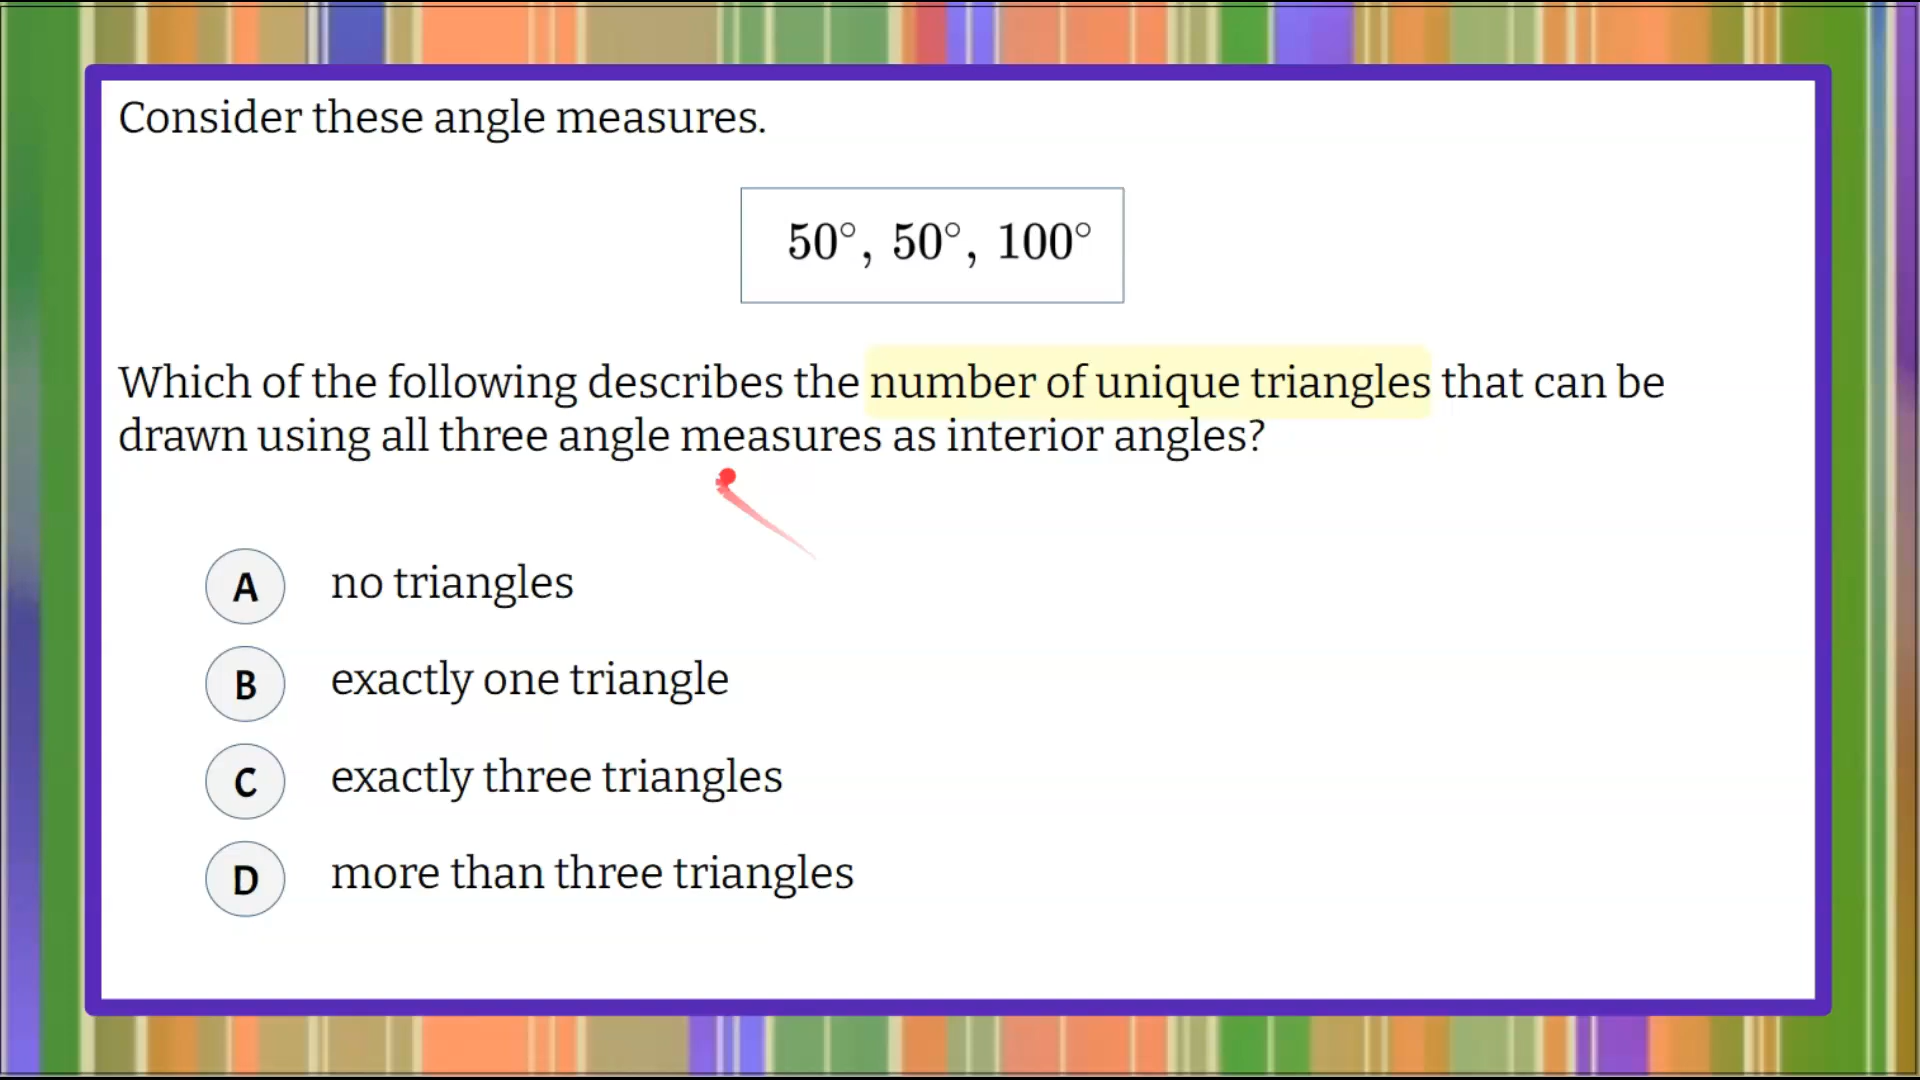 Consider these angle measures.
50°, 50°, 100°
Which of the following describes the number of unique triangles that can be
drawn using all three angle measures as interior angles?
A no triangles
B exactly one triangle
C exactly three triangles
D more than three triangles